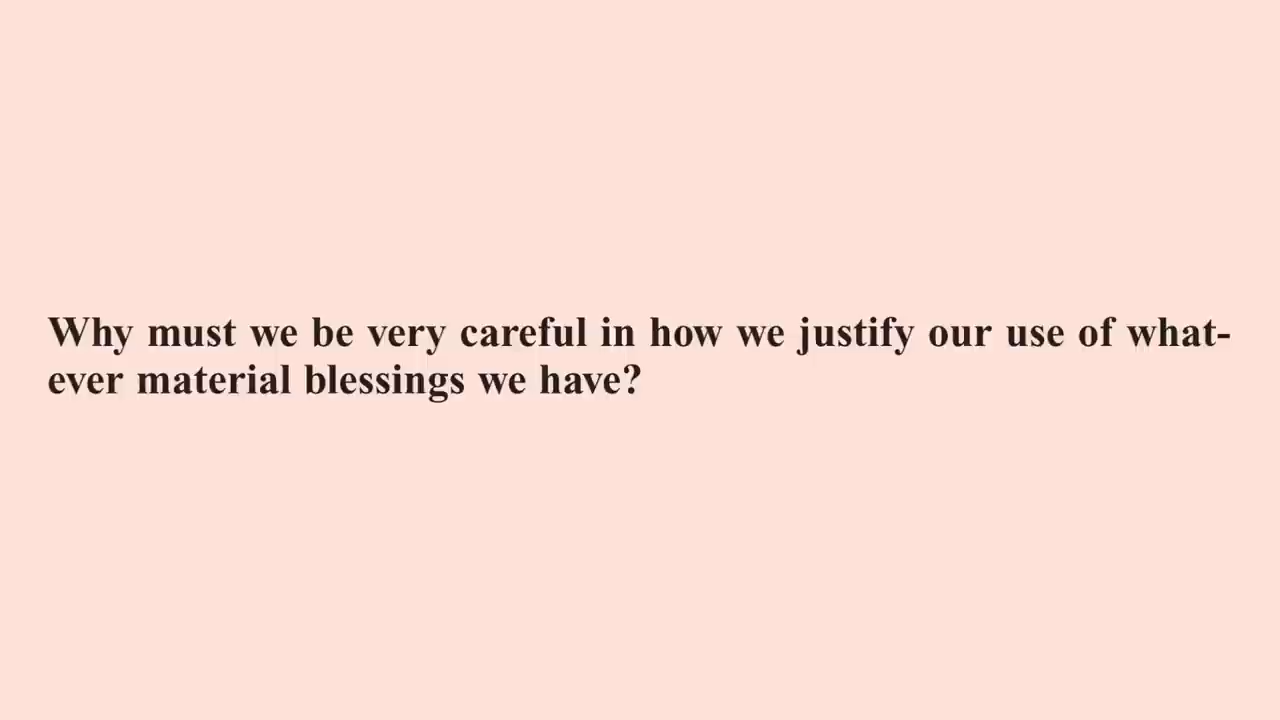 Why must we be very careful in how we justify our use of what-
ever material blessings we have?